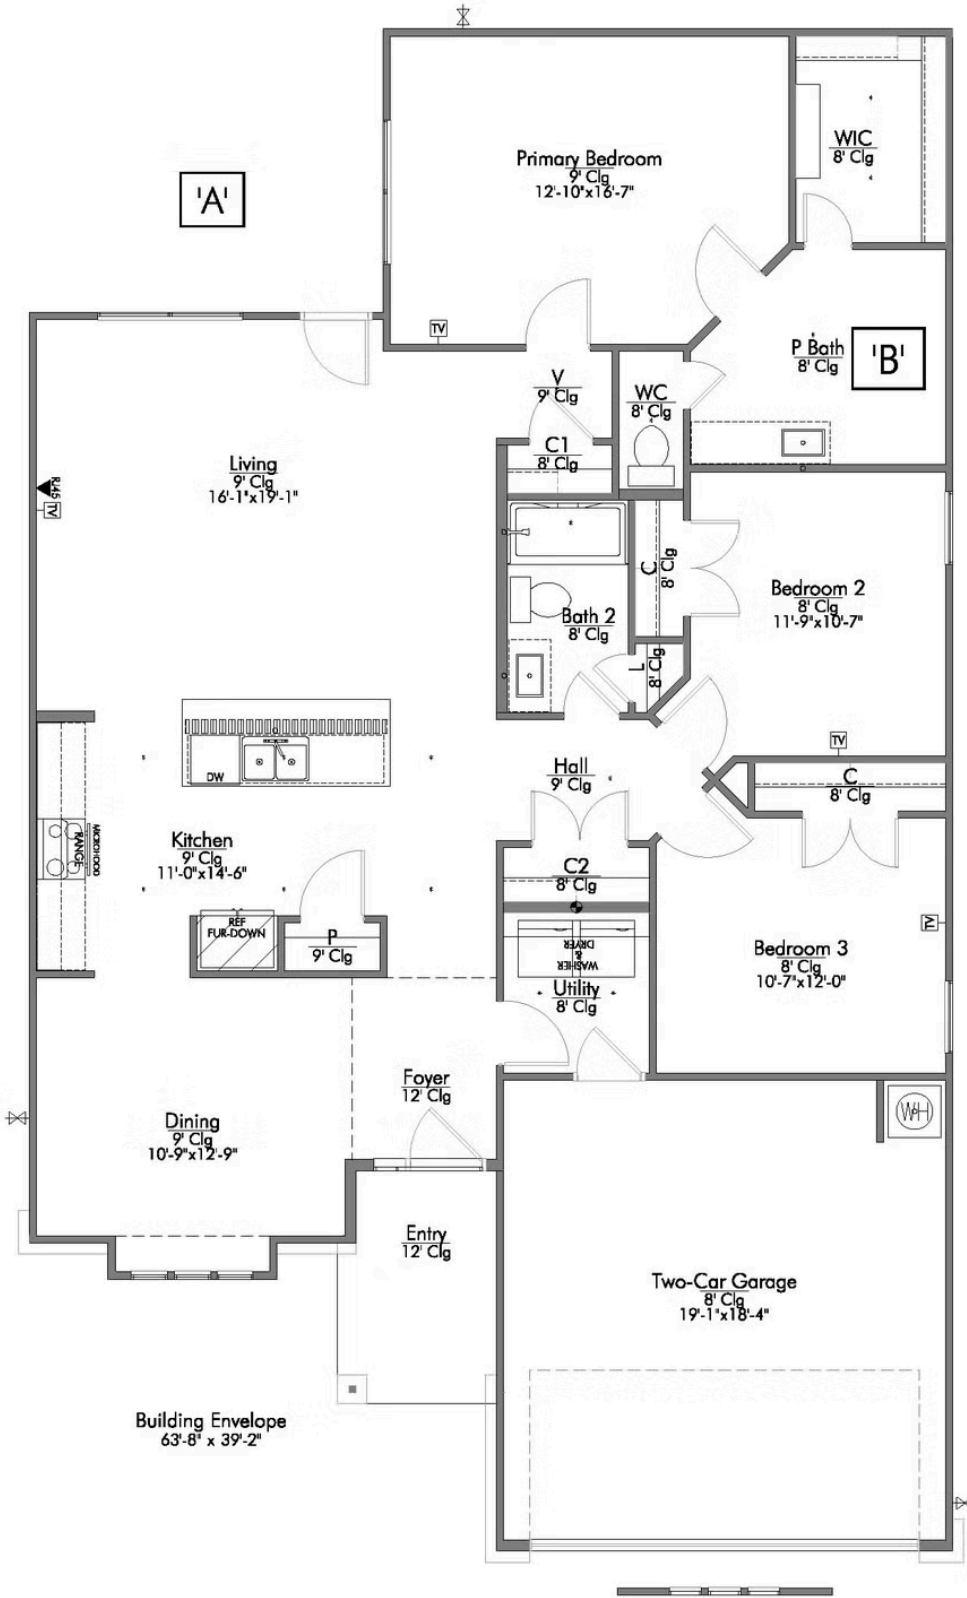 'A'
Primary Bedroom
9' Clg
12'-10"x16'-7"
WIC
8' Clg
TV
P Bath
8' Clg
'B'
V
9' Clg
WC
8' Clg
C1
8' Clg
Living
9' Clg
16'-1"x19'-1"
RJ45
TV
C
8' Clg
Bedroom 2
8' Clg
11'-9"x10'-7"
Bath 2
8' Clg
L
8' Clg
TV
DW
Hall
9' Clg
C
8' Clg
Kitchen
9' Clg
11'-0"x14'-6"
RANGE
MICROHOOD
C2
8' Clg
REF
FUR-DOWN
P
9' Clg
TV
WASHER
&
DRYER
Bedroom 3
8' Clg
10'-7"x12'-0"
Utility
8' Clg
Foyer
12' Clg
WH
Dining
9' Clg
10'-9"x12'-9"
Entry
12' Clg
Two-Car Garage
8' Clg
19'-1"x18'-4"
Building Envelope
63'-8" x 39'-2"